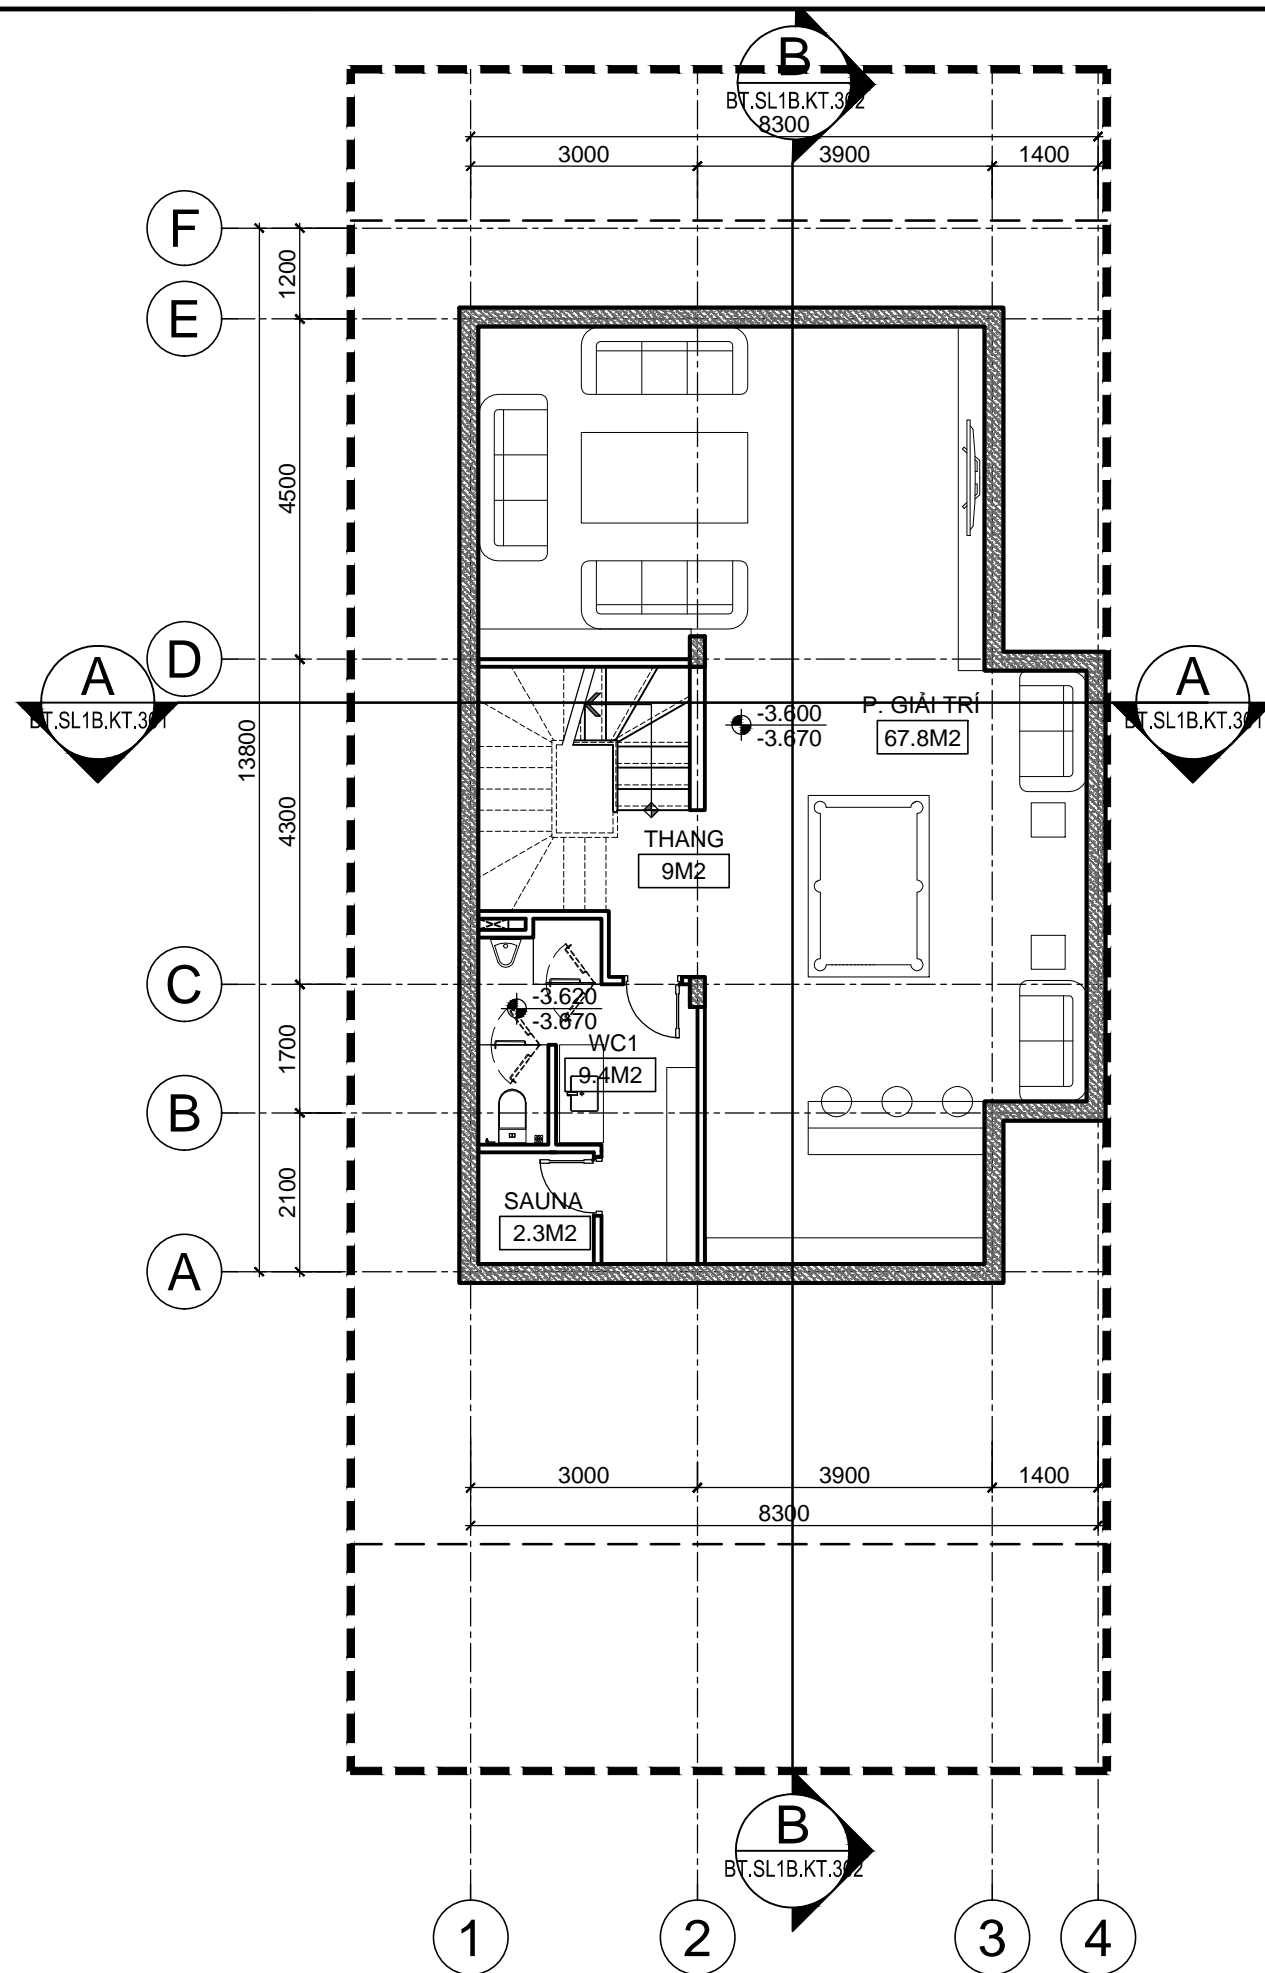 B
BT.SL1B.KT.302
8300
3000
3900
1400
F
1200
E
4500
D
A
BT.SL1B.KT.301
A
BT.SL1B.KT.301
P. GIẢI TRÍ
67.8M2
-3.600
-3.670
13800
4300
THANG
9M2
C
-3.620
-3.670
1700
WC1
9.4M2
B
2100
SAUNA
2.3M2
A
3000
3900
1400
8300
B
BT.SL1B.KT.302
1
2
3
4